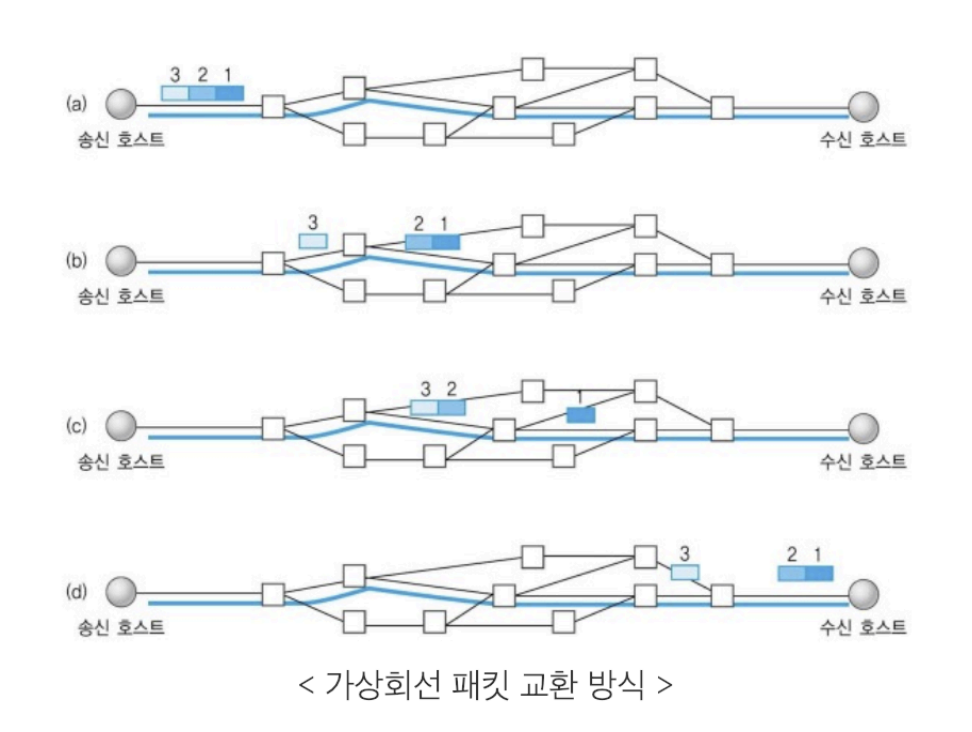 3 2 1
(a)
송신 호스트 수신 호스트
3 2 1
(b)
송신 호스트 수신 호스트
3 2 1
(c)
송신 호스트 수신 호스트
3 2 1
(d)
송신 호스트 수신 호스트
< 가상회선 패킷 교환 방식 >